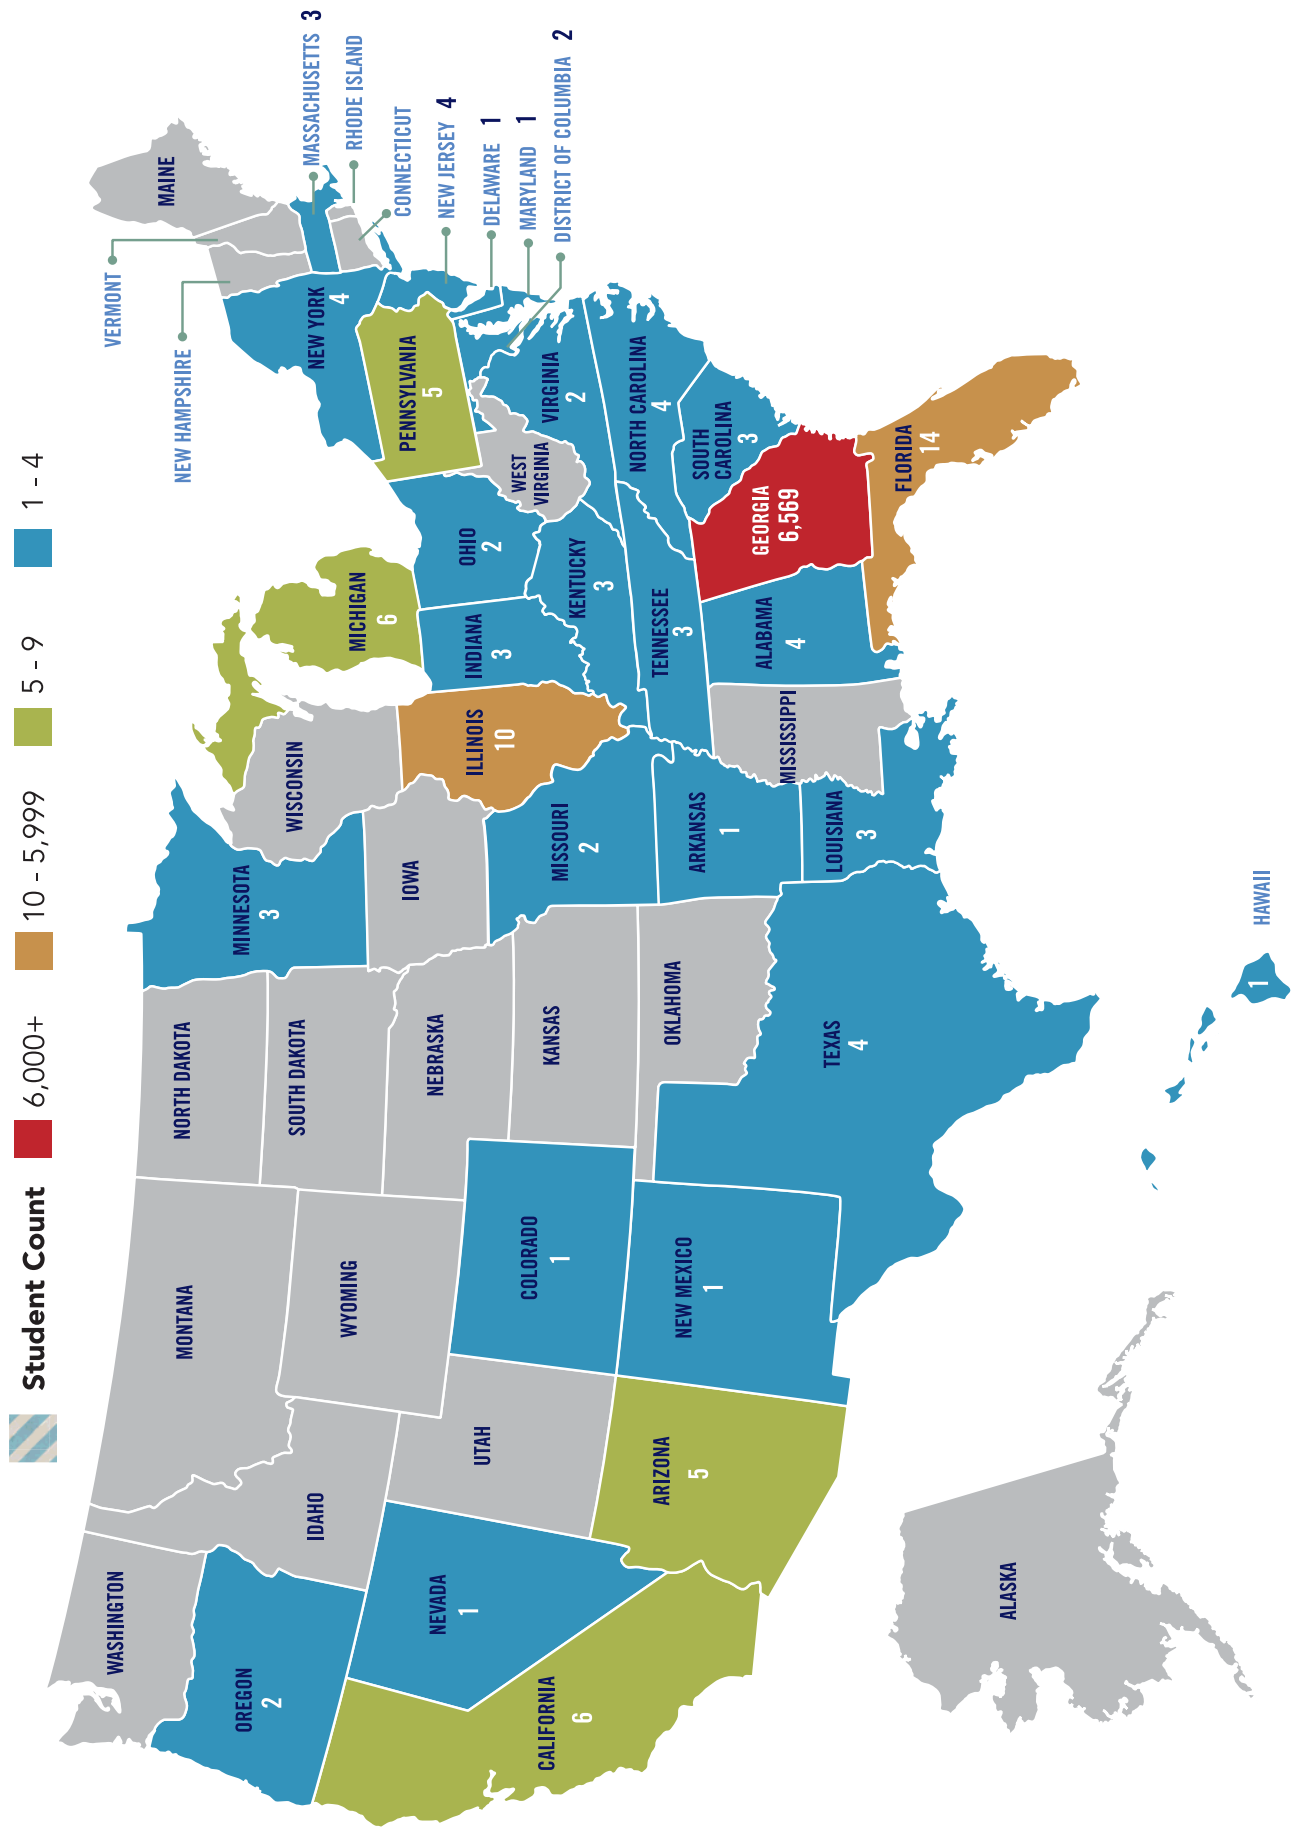 Student Count
6,000+
10 - 5,999
5 - 9
1 - 4
WASHINGTON
OREGON
2
CALIFORNIA
6
NEVADA
1
IDAHO
MONTANA
WYOMING
UTAH
ARIZONA
5
COLORADO
1
NEW MEXICO
1
NORTH DAKOTA
SOUTH DAKOTA
NEBRASKA
KANSAS
OKLAHOMA
TEXAS
4
MINNESOTA
3
IOWA
MISSOURI
2
ARKANSAS
1
LOUISIANA
3
WISCONSIN
ILLINOIS
10
MICHIGAN
6
INDIANA
3
OHIO
2
KENTUCKY
3
TENNESSEE
3
MISSISSIPPI
ALABAMA
4
GEORGIA
6,569
FLORIDA
14
SOUTH
CAROLINA
3
NORTH CAROLINA
4
VIRGINIA
2
WEST
VIRGINIA
PENNSYLVANIA
5
NEW YORK
4
NEW HAMPSHIRE
VERMONT
MAINE
MASSACHUSETTS 3
RHODE ISLAND
CONNECTICUT
NEW JERSEY 4
DELAWARE 1
MARYLAND 1
DISTRICT OF COLUMBIA 2
ALASKA
HAWAII
1